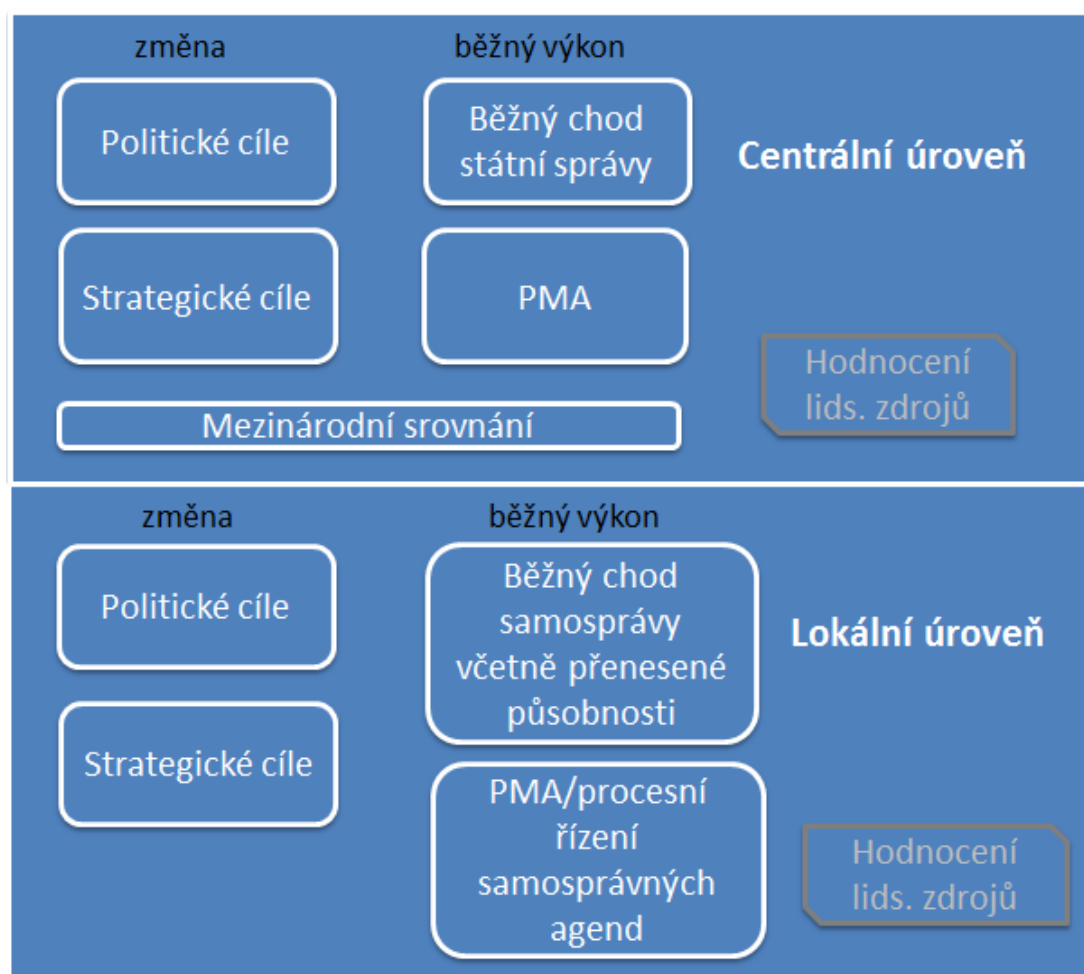 změna
běžný výkon
Politické cíle
Běžný chod
státní správy
Centrální úroveň
Strategické cíle
PMA
Hodnocení
lids. zdrojů
Mezinárodní srovnání
změna
běžný výkon
Politické cíle
Běžný chod
samosprávy
včetně přenesené
působnosti
Lokální úroveň
Strategické cíle
PMA/procesní
řízení
samosprávných
agend
Hodnocení
lids. zdrojů